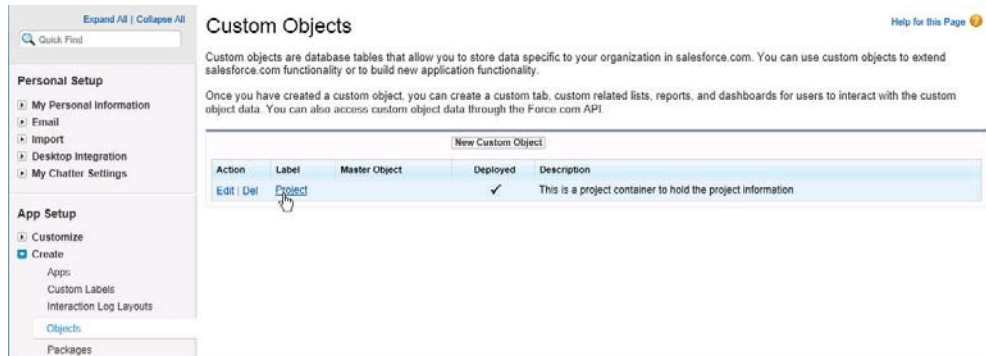 Expand All | Collapse All
Quick Find
Personal Setup
My Personal Information
Email
Import
Desktop Integration
My Chatter Settings
App Setup
Customize
Create
Apps
Custom Labels
Interaction Log Layouts
Objects
Packages
Custom Objects
Help for this Page
Custom objects are database tables that allow you to store data specific to your organization in salesforce.com. You can use custom objects to extend
salesforce.com functionality or to build new application functionality.
Once you have created a custom object, you can create a custom tab, custom related lists, reports, and dashboards for users to interact with the custom
object data. You can also access custom object data through the Force.com API.
New Custom Object
Action Label Master Object Deployed Description
Edit | Del Project ✓ This is a project container to hold the project information